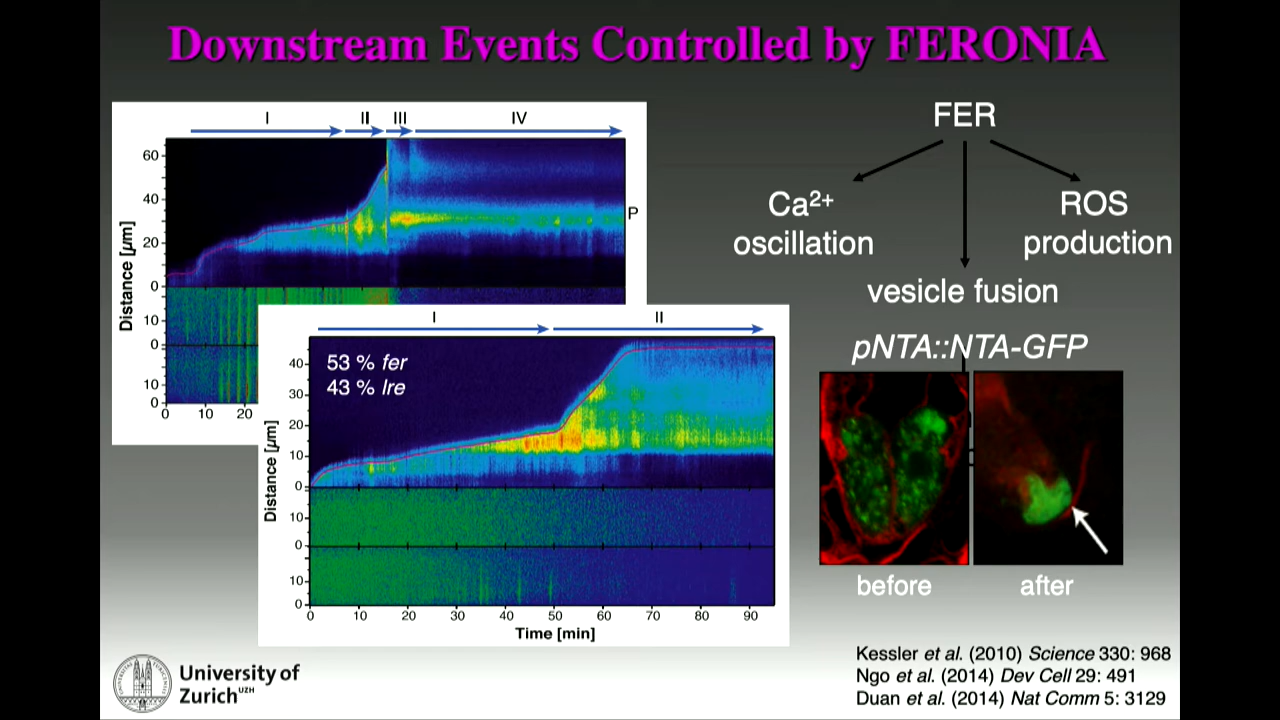 Downstream Events Controlled by FERONIA
I II III IV
60
40
20
0
10
0
10
0
Distance [µm]
P
0 10 20
I II
53 % fer
43 % lre
40
30
20
10
0
10
0
10
0
Distance [µm]
0 10 20 30 40 50 60 70 80 90
Time [min]
FER
Ca²⁺
oscillation
ROS
production
vesicle fusion
pNTA::NTA-GFP
before after
Kessler et al. (2010) Science 330: 968
Ngo et al. (2014) Dev Cell 29: 491
Duan et al. (2014) Nat Comm 5: 3129
University of
Zurich UZH